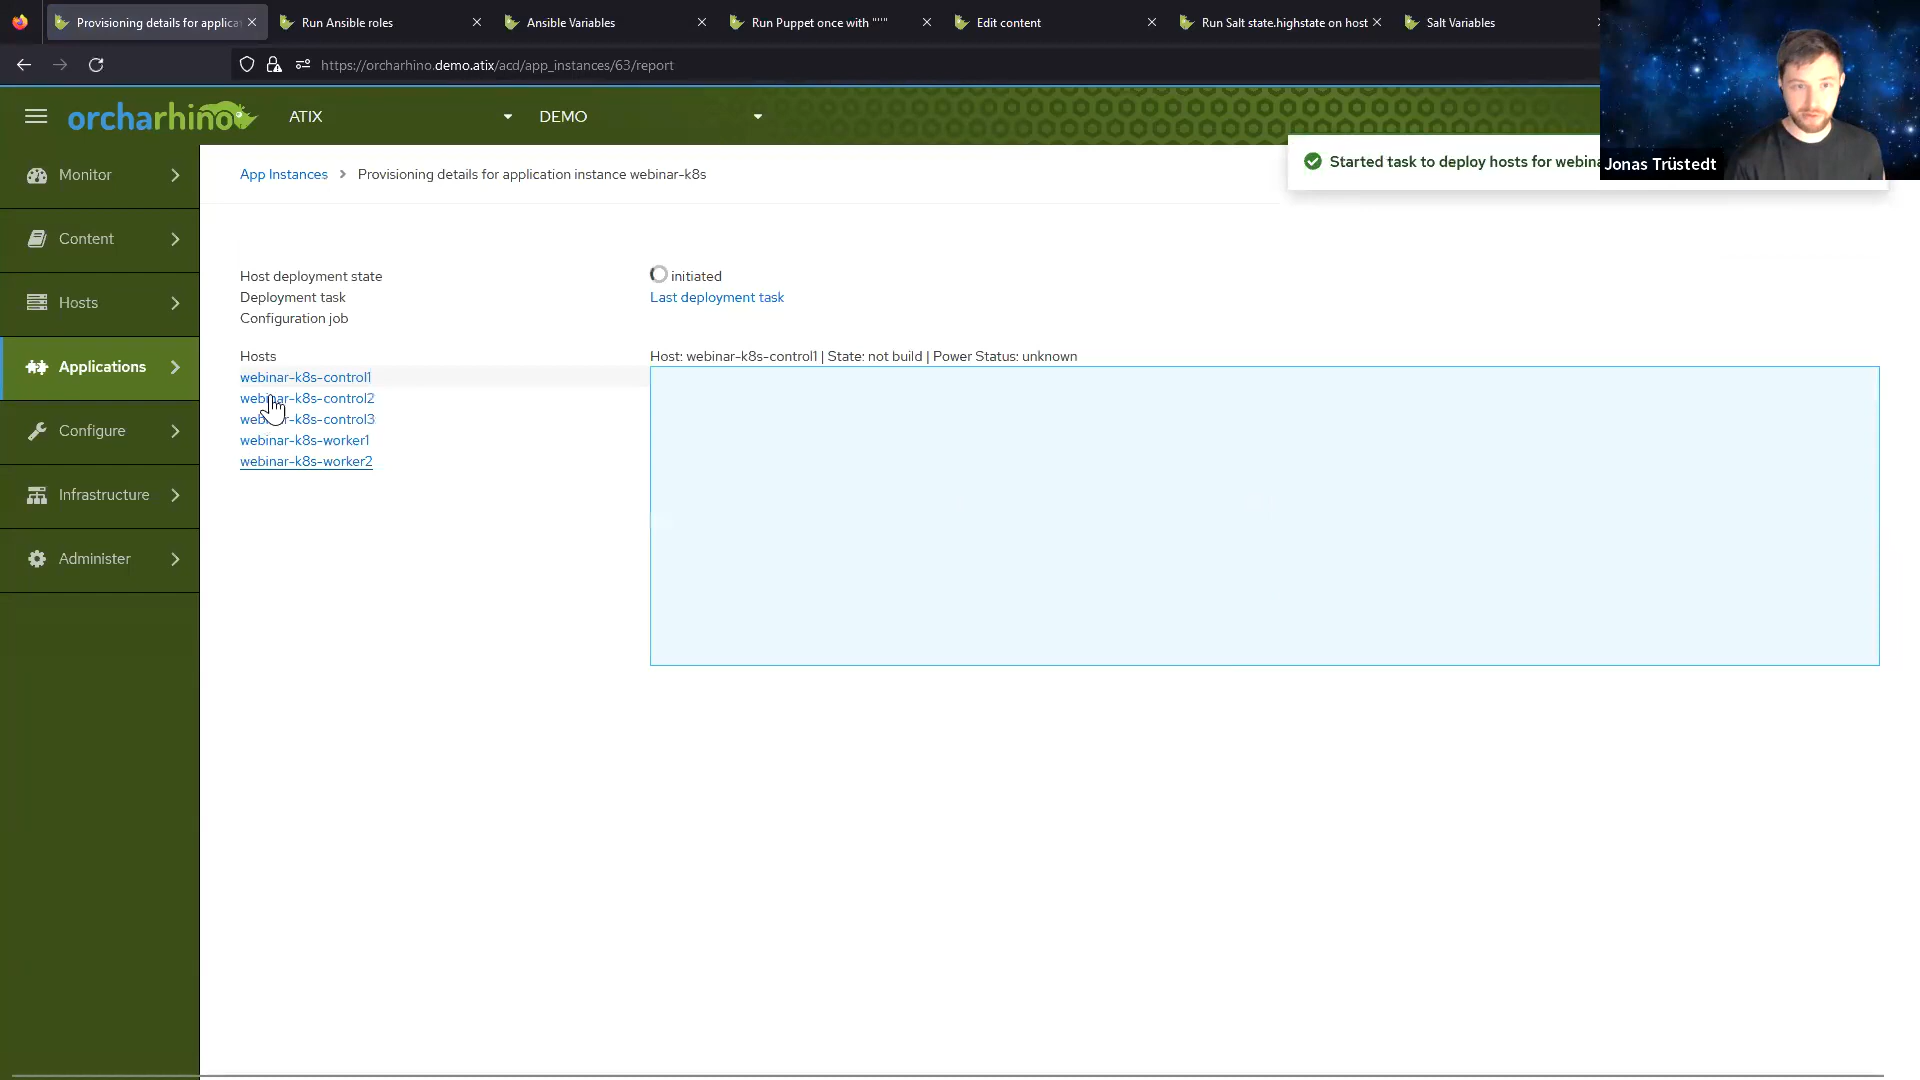 Provisioning details for applica
Run Ansible roles
Ansible Variables
Run Puppet once with "'"'
Edit content
Run Salt state.highstate on host
Salt Variables
https://orcharhino.demo.atix/acd/app_instances/63/report
orcharhino
ATIX
DEMO
Started task to deploy hosts for webina
Jonas Trüstedt
Monitor
Content
Hosts
Applications
Configure
Infrastructure
Administer
App Instances
Provisioning details for application instance webinar-k8s
Host deployment state
initiated
Deployment task
Last deployment task
Configuration job
Hosts
Host: webinar-k8s-control1 | State: not build | Power Status: unknown
webinar-k8s-control1
webinar-k8s-control2
webinar-k8s-control3
webinar-k8s-worker1
webinar-k8s-worker2